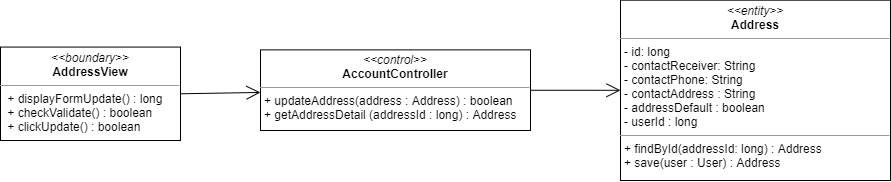 <<boundary>>
AddressView
+ displayFormUpdate() : long
+ checkValidate() : boolean
+ clickUpdate() : boolean
<<control>>
AccountController
+ updateAddress(address : Address) : boolean
+ getAddressDetail (addressId : long) : Address
<<entity>>
Address
- id: long
- contactReceiver: String
- contactPhone: String
- contactAddress : String
- addressDefault : boolean
- userId : long
+ findById(addressId: long) : Address
+ save(user : User) : Address